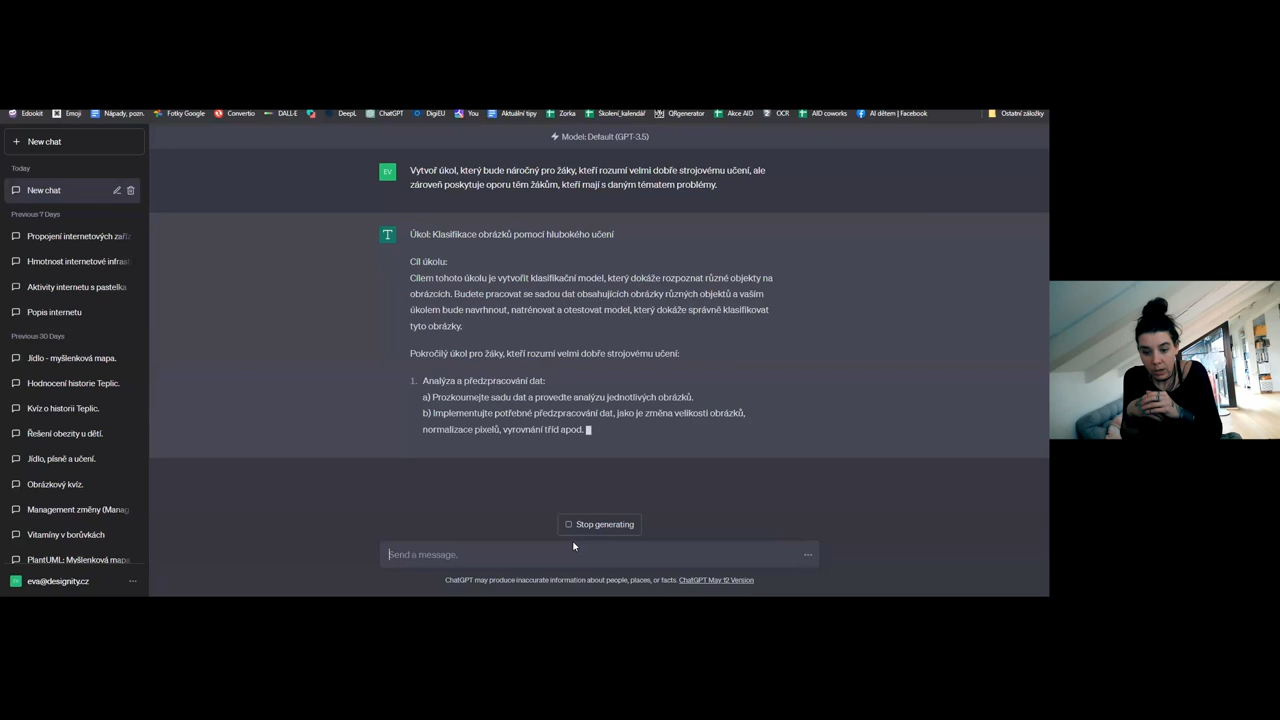 Edookit Emoji Nápady, pozn. Fotky Google Convertio DALL-E DeepL ChatGPT DigiEU You Aktuální tipy Zorka Školení_kalendář QRgenerator Akce AID OCR AID coworks AI dětem | Facebook Ostatní záložky
New chat
Model: Default (GPT-3.5)
Today
New chat
Previous 7 Days
Propojení internetových zaříz
Hmotnost internetové infrast
Aktivity internetu s pastelka
Popis internetu
Previous 30 Days
Jídlo - myšlenková mapa.
Hodnocení historie Teplic.
Kvíz o historii Teplic.
Řešení obezity u dětí.
Jídlo, písně a učení.
Obrázkový kvíz.
Management změny (Manag
Vitamíny v borůvkách
PlantUML: Myšlenková mapa
eva@designity.cz
EV
Vytvoř úkol, který bude náročný pro žáky, kteří rozumí velmi dobře strojovému učení, ale
zároveň poskytuje oporu těm žákům, kteří mají s daným tématem problémy.
T
Úkol: Klasifikace obrázků pomocí hlubokého učení
Cíl úkolu:
Cílem tohoto úkolu je vytvořit klasifikační model, který dokáže rozpoznat různé objekty na
obrázcích. Budete pracovat se sadou dat obsahujících obrázky různých objektů a vaším
úkolem bude navrhnout, natrénovat a otestovat model, který dokáže správně klasifikovat
tyto obrázky.
Pokročilý úkol pro žáky, kteří rozumí velmi dobře strojovému učení:
1. Analýza a předzpracování dat:
a) Prozkoumejte sadu dat a proveďte analýzu jednotlivých obrázků.
b) Implementujte potřebné předzpracování dat, jako je změna velikosti obrázků,
normalizace pixelů, vyrovnání tříd apod.
Stop generating
Send a message.
ChatGPT may produce inaccurate information about people, places, or facts. ChatGPT May 12 Version